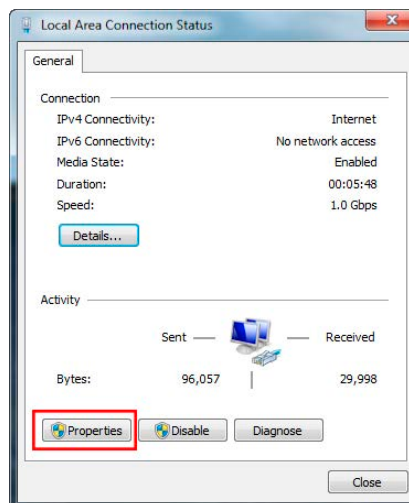 Local Area Connection Status
General
Connection
IPv4 Connectivity: Internet
IPv6 Connectivity: No network access
Media State: Enabled
Duration: 00:05:48
Speed: 1.0 Gbps
Details...
Activity
Sent Received
Bytes: 96,057 29,998
Properties Disable Diagnose
Close